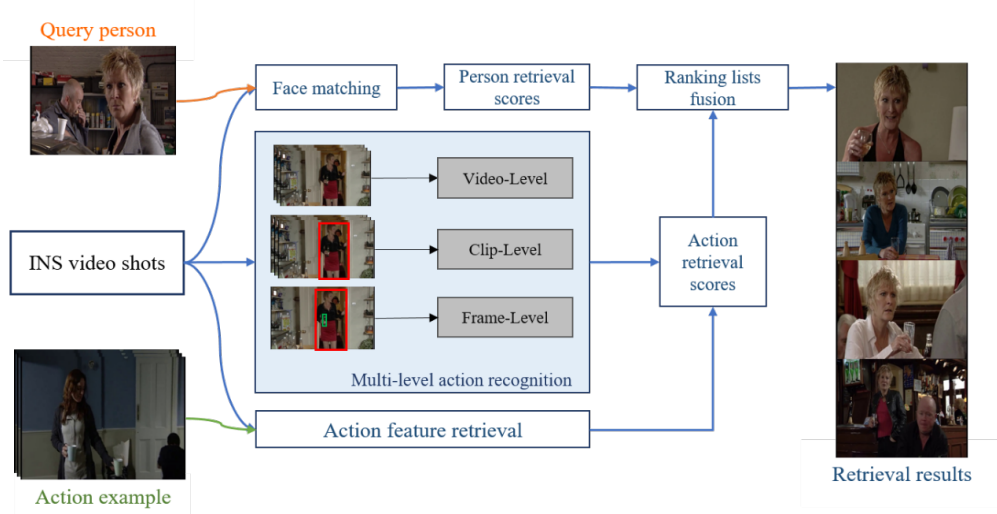 Query person
Face matching
Person retrieval
scores
Ranking lists
fusion
INS video shots
Video-Level
Clip-Level
Frame-Level
Multi-level action recognition
Action
retrieval
scores
Action feature retrieval
Action example
Retrieval results